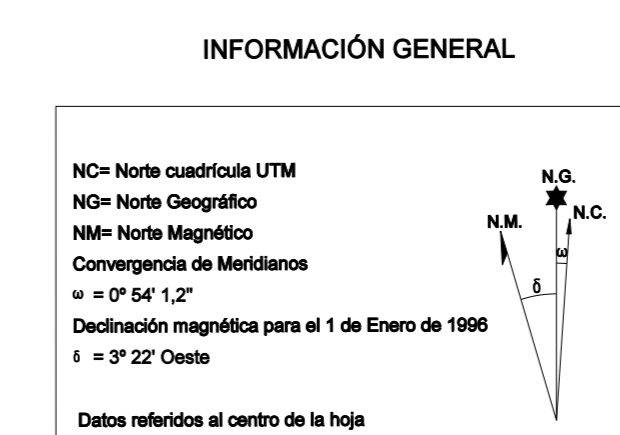 INFORMACIÓN GENERAL
NC= Norte cuadrícula UTM
NG= Norte Geográfico
NM= Norte Magnético
Convergencia de Meridianos
ω = 0º 54' 1,2"
Declinación magnética para el 1 de Enero de 1996
δ = 3º 22' Oeste
Datos referidos al centro de la hoja
N.G.
N.M.
N.C.
ω
δ